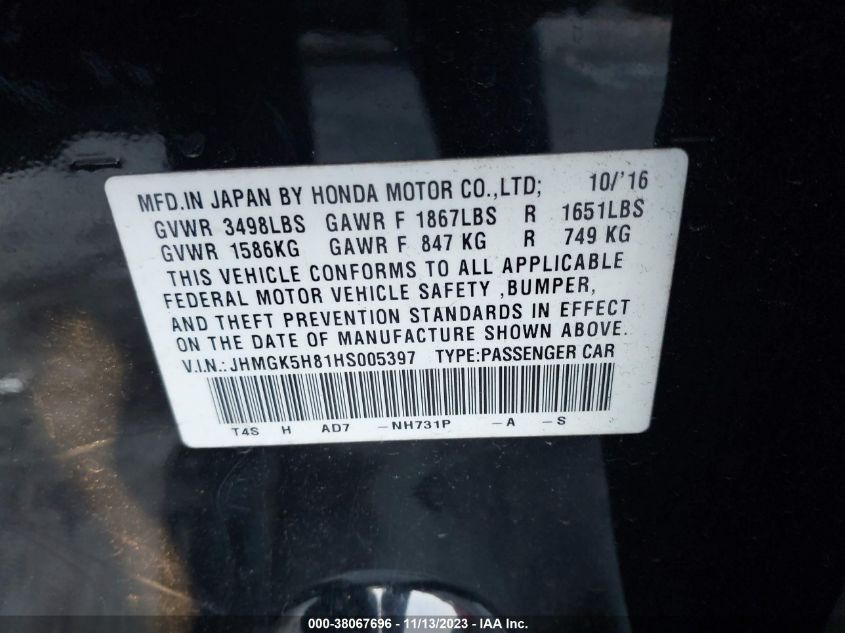 MFD.IN JAPAN BY HONDA MOTOR CO.,LTD; 10/'16
GVWR 3498LBS GAWR F 1867LBS R 1651LBS
GVWR 1586KG GAWR F 847 KG R 749 KG
THIS VEHICLE CONFORMS TO ALL APPLICABLE
FEDERAL MOTOR VEHICLE SAFETY ,BUMPER,
AND THEFT PREVENTION STANDARDS IN EFFECT
ON THE DATE OF MANUFACTURE SHOWN ABOVE.
V.I.N.:JHMGK5H81HS005397 TYPE:PASSENGER CAR
T4S H AD7 -NH731P -A -S
000-38067696 - 11/13/2023 - IAA Inc.